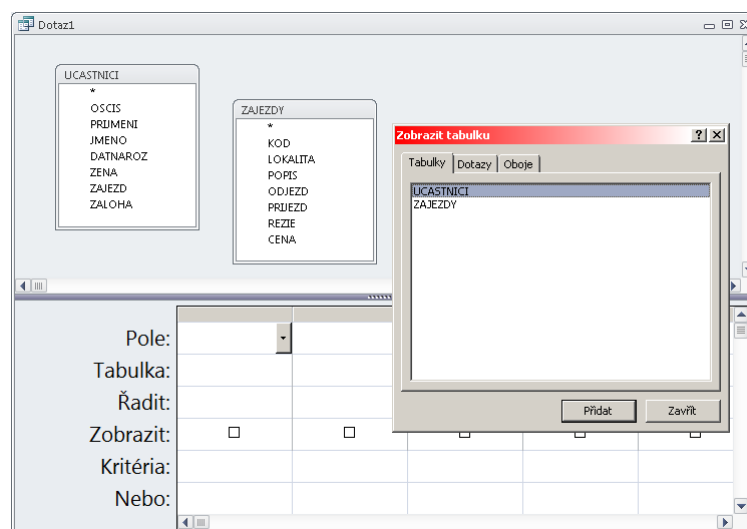 Dotaz1
UCASTNICI
*
OSCIS
PRIJMENI
JMENO
DATNAROZ
ZENA
ZAJEZD
ZALOHA
ZAJEZDY
*
KOD
LOKALITA
POPIS
ODJEZD
PRIJEZD
REZIE
CENA
Zobrazit tabulku
Tabulky Dotazy Oboje
UCASTNICI
ZAJEZDY
Přidat Zavřít
Pole:
Tabulka:
Řadit:
Zobrazit:
Kritéria:
Nebo: